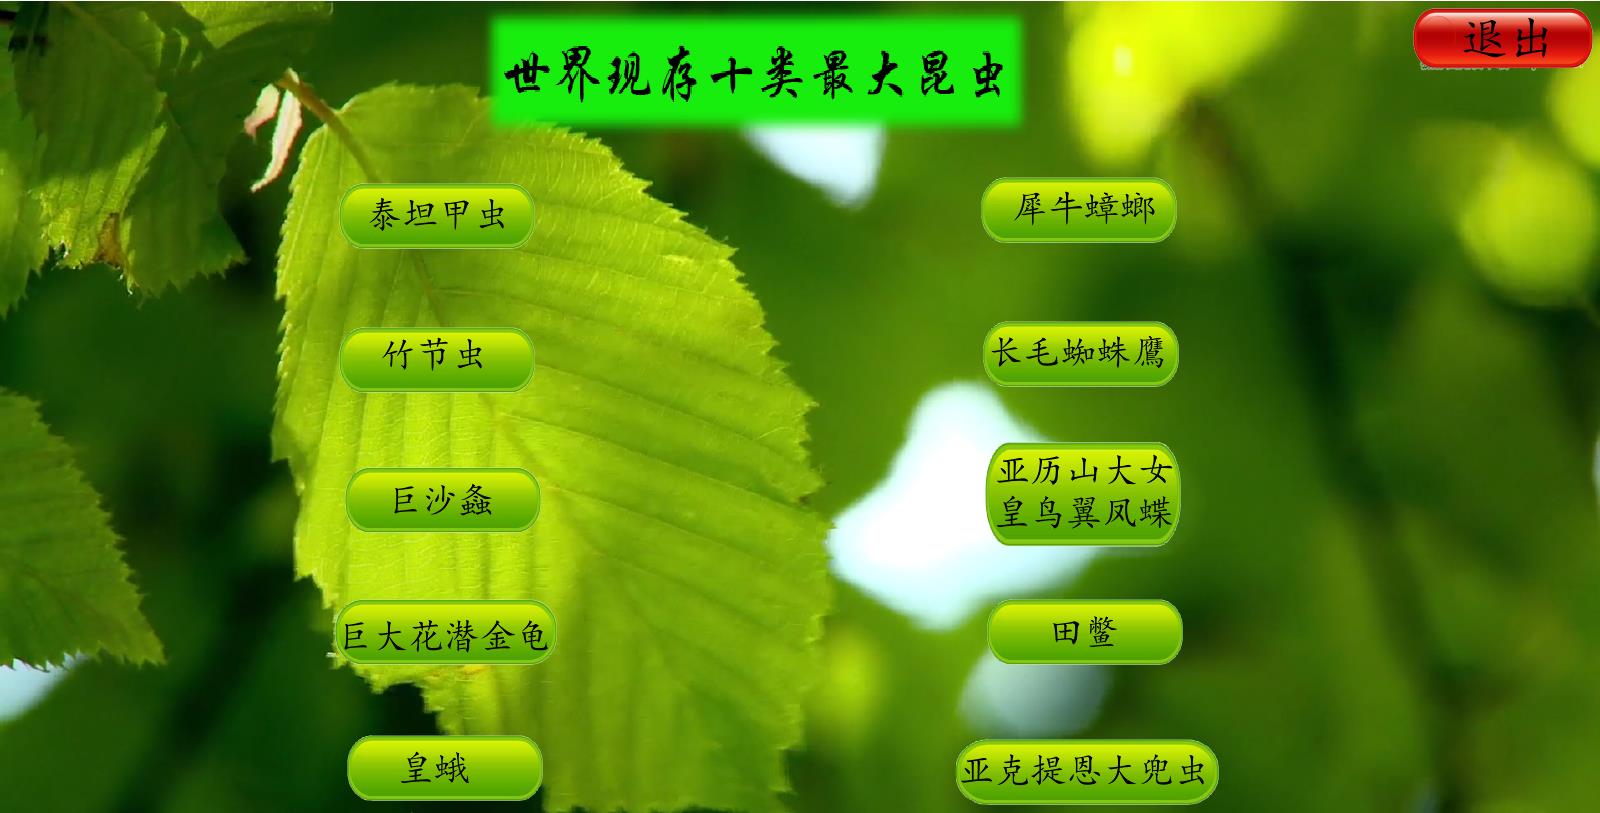 世界现存十类最大昆虫
退出
泰坦甲虫
犀牛蟑螂
竹节虫
长毛蜘蛛鹰
巨沙螽
亚历山大女
皇鸟翼凤蝶
巨大花潜金龟
田鳖
皇蛾
亚克提恩大兜虫